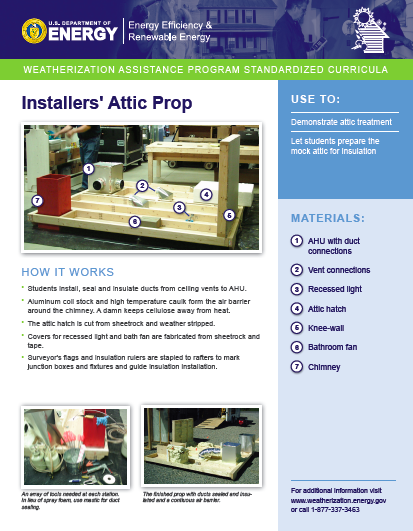 U.S. DEPARTMENT OF
ENERGY
Energy Efficiency &
Renewable Energy
WEATHERIZATION ASSISTANCE PROGRAM STANDARDIZED CURRICULA
Installers' Attic Prop
1
2
3
4
5
6
7
HOW IT WORKS
• Students install, seal and insulate ducts from ceiling vents to AHU.
• Aluminum coil stock and high temperature caulk form the air barrier
around the chimney. A damn keeps cellulose away from heat.
• The attic hatch is cut from sheetrock and weather stripped.
• Covers for recessed light and bath fan are fabricated from sheetrock and
tape.
• Surveyor's flags and insulation rulers are stapled to rafters to mark
junction boxes and fixtures and guide insulation installation.
An array of tools needed at each station.
In lieu of spray foam, use mastic for duct
sealing.
The finished prop with ducts sealed and insu-
lated and a continuous air barrier.
USE TO:
Demonstrate attic treatment
Let students prepare the
mock attic for insulation
MATERIALS:
1 AHU with duct
connections
2 Vent connections
3 Recessed light
4 Attic hatch
5 Knee-wall
6 Bathroom fan
7 Chimney
For additional information visit
www.weatherization.energy.gov
or call 1-877-337-3463